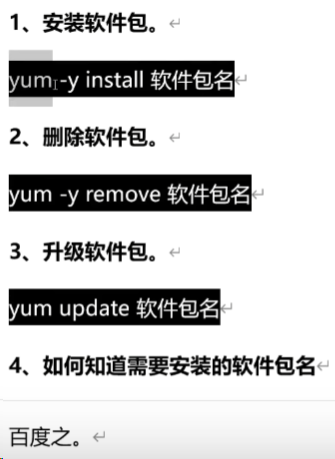 1、安装软件包。
yum -y install 软件包名
2、删除软件包。
yum -y remove 软件包名
3、升级软件包。
yum update 软件包名
4、如何知道需要安装的软件包名
百度之。